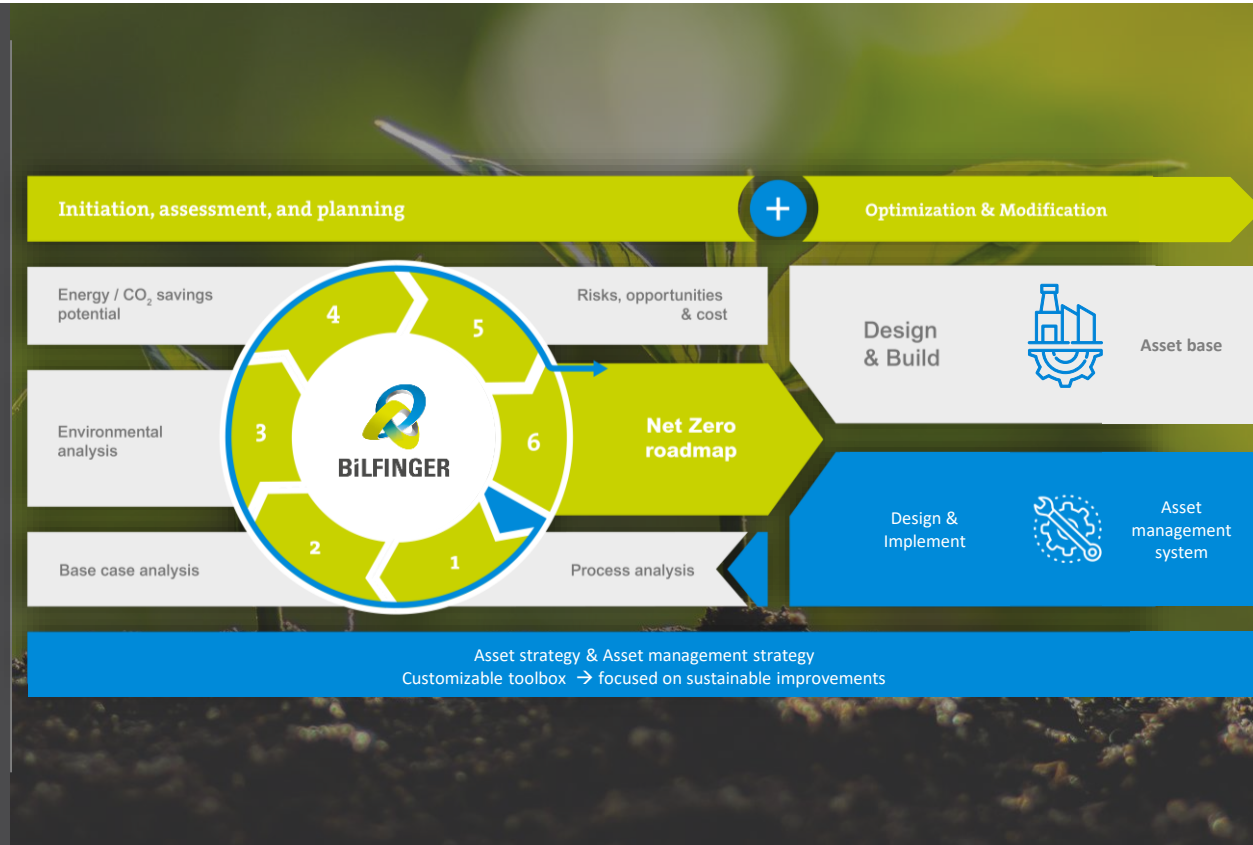 Initiation, assessment, and planning
+
Optimization & Modification
Energy / CO₂ savings
potential
4
5
Risks, opportunities
& cost
Design
& Build
Asset base
Environmental
analysis
3
BiLFINGER
6
Net Zero
roadmap
Base case analysis
2
1
Process analysis
Design &
Implement
Asset
management
system
Asset strategy & Asset management strategy
Customizable toolbox → focused on sustainable improvements